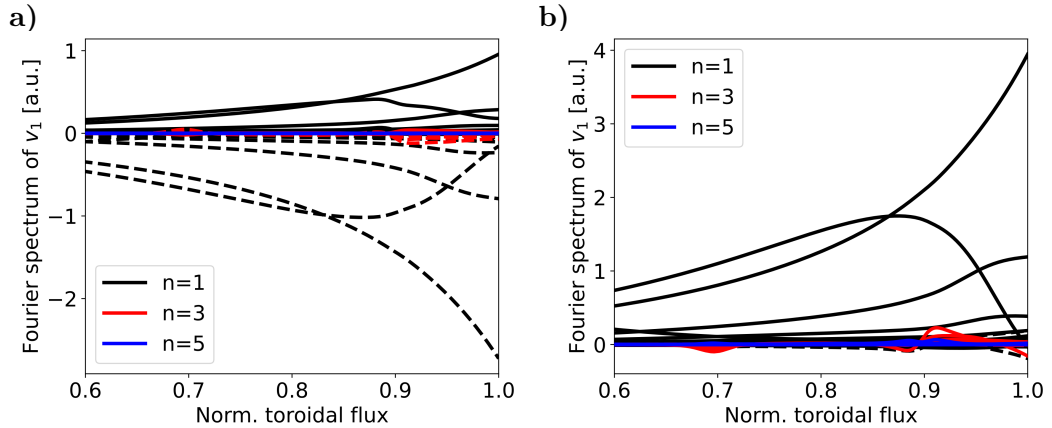 a)
Fourier spectrum of v₁ [a.u.]
1
0
−1
−2
n=1
n=3
n=5
0.6 0.7 0.8 0.9 1.0
Norm. toroidal flux
b)
Fourier spectrum of v₁ [a.u.]
4
3
2
1
0
n=1
n=3
n=5
0.6 0.7 0.8 0.9 1.0
Norm. toroidal flux